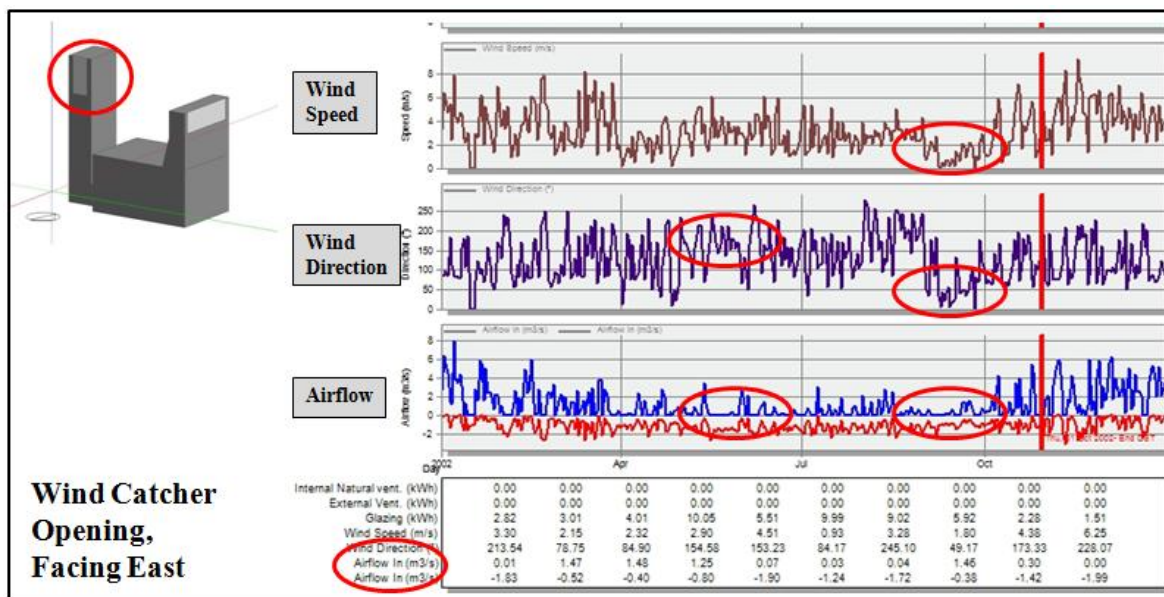 Wind Speed (m/s)
Wind
Speed
Speed (m/s)
8
6
4
2
0
Wind Direction (°)
Wind
Direction
Direction (°)
250
200
150
100
50
0
Airflow In (m3/s) Airflow In (m3/s)
Airflow
Airflow (m3/s)
8
6
4
2
0
-2
2002 Apr Jul Oct
Day
Wind Catcher
Opening,
Facing East
Internal Natural vent. (kWh) 0.00 0.00 0.00 0.00 0.00 0.00 0.00 0.00 0.00 0.00
External Vent. (kWh) 0.00 0.00 0.00 0.00 0.00 0.00 0.00 0.00 0.00 0.00
Glazing (kWh) 2.82 3.01 4.01 10.05 5.51 9.99 9.02 5.92 2.28 1.51
Wind Speed (m/s) 3.30 2.15 2.32 2.90 4.51 0.93 3.28 1.80 4.38 6.25
Wind Direction (°) 213.54 78.75 84.90 154.58 153.23 84.17 245.10 49.17 173.33 228.07
Airflow In (m3/s) 0.01 1.47 1.48 1.25 0.07 0.03 0.04 1.46 0.30 0.00
Airflow In (m3/s) -1.83 -0.52 -0.40 -0.80 -1.90 -1.24 -1.72 -0.38 -1.42 -1.99